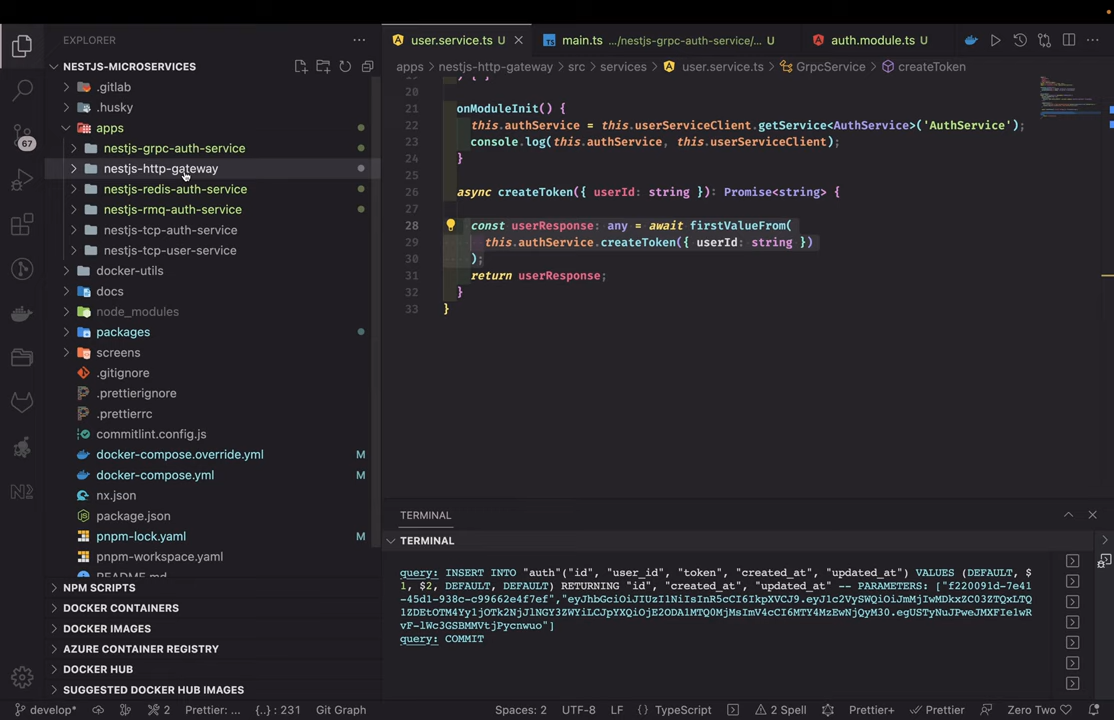 EXPLORER
NESTJS-MICROSERVICES
.gitlab
.husky
apps
nestjs-grpc-auth-service
nestjs-http-gateway
nestjs-redis-auth-service
nestjs-rmq-auth-service
nestjs-tcp-auth-service
nestjs-tcp-user-service
docker-utils
docs
node_modules
packages
screens
.gitignore
.prettierignore
.prettierrc
commitlint.config.js
docker-compose.override.yml M
docker-compose.yml M
nx.json
package.json
pnpm-lock.yaml M
pnpm-workspace.yaml
README.md
NPM SCRIPTS
DOCKER CONTAINERS
DOCKER IMAGES
AZURE CONTAINER REGISTRY
DOCKER HUB
SUGGESTED DOCKER HUB IMAGES
67
user.service.ts U
main.ts .../nestjs-grpc-auth-service/... U
auth.module.ts U
apps > nestjs-http-gateway > src > services > user.service.ts > GrpcService > createToken
20
21 onModuleInit() {
22 this.authService = this.userServiceClient.getService<AuthService>('AuthService');
23 console.log(this.authService, this.userServiceClient);
24 }
25
26 async createToken({ userId: string }): Promise<string> {
27
28 const userResponse: any = await firstValueFrom(
29 this.authService.createToken({ userId: string })
30 );
31 return userResponse;
32 }
33 }
TERMINAL
TERMINAL
query: INSERT INTO "auth"("id", "user_id", "token", "created_at", "updated_at") VALUES (DEFAULT, $
1, $2, DEFAULT, DEFAULT) RETURNING "id", "created_at", "updated_at" -- PARAMETERS: ["f220091d-7e41
query: COMMIT
develop* 2 Prettier: ... {..} : 231 Git Graph
Spaces: 2 UTF-8 LF { } TypeScript 2 Spell Prettier+ Prettier Zero Two